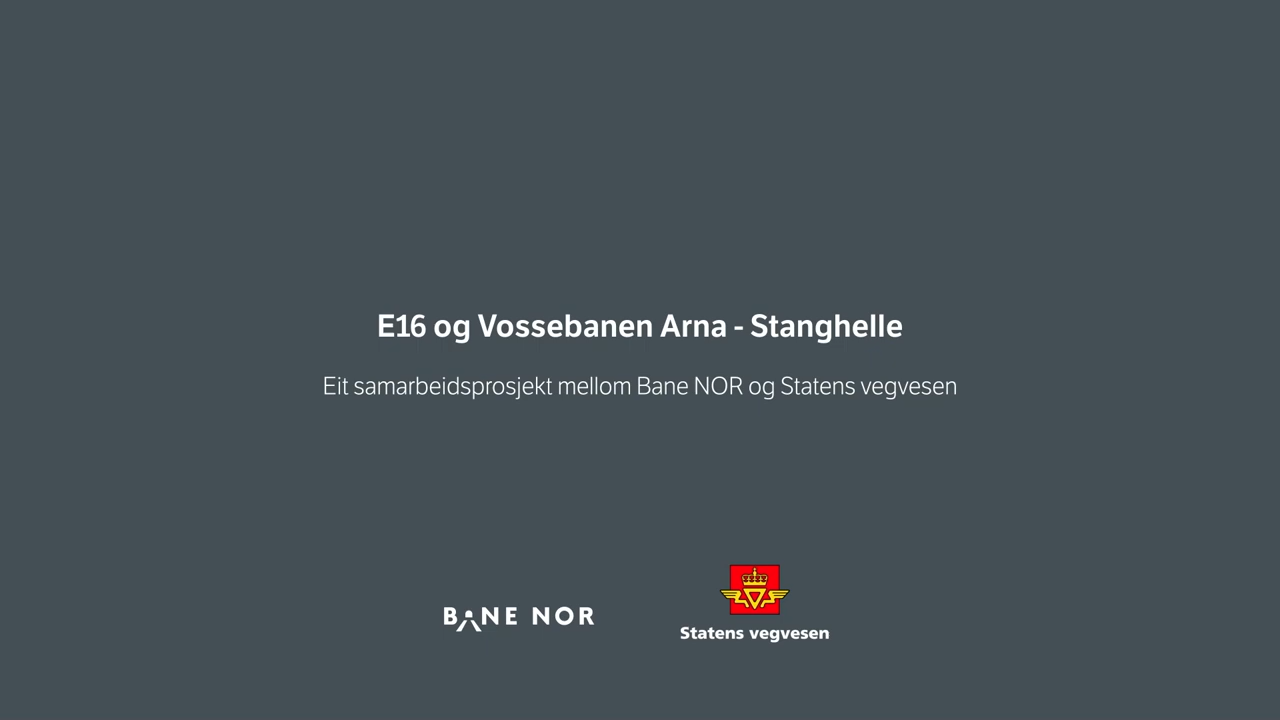 E16 og Vossebanen Arna - Stanghelle
Eit samarbeidsprosjekt mellom Bane NOR og Statens vegvesen
BANE NOR
Statens vegvesen